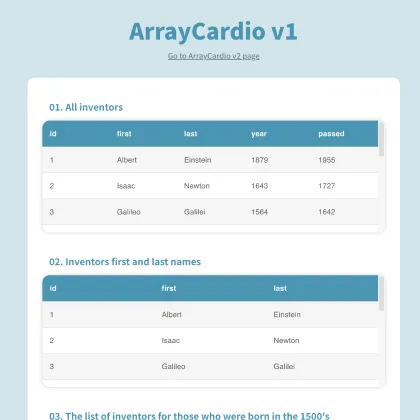 ArrayCardio v1
Go to ArrayCardio v2 page
01. All inventors
id first last year passed
1 Albert Einstein 1879 1955
2 Isaac Newton 1643 1727
3 Galileo Galilei 1564 1642
02. Inventors first and last names
id first last
1 Albert Einstein
2 Isaac Newton
3 Galileo Galilei
03. The list of inventors for those who were born in the 1500's